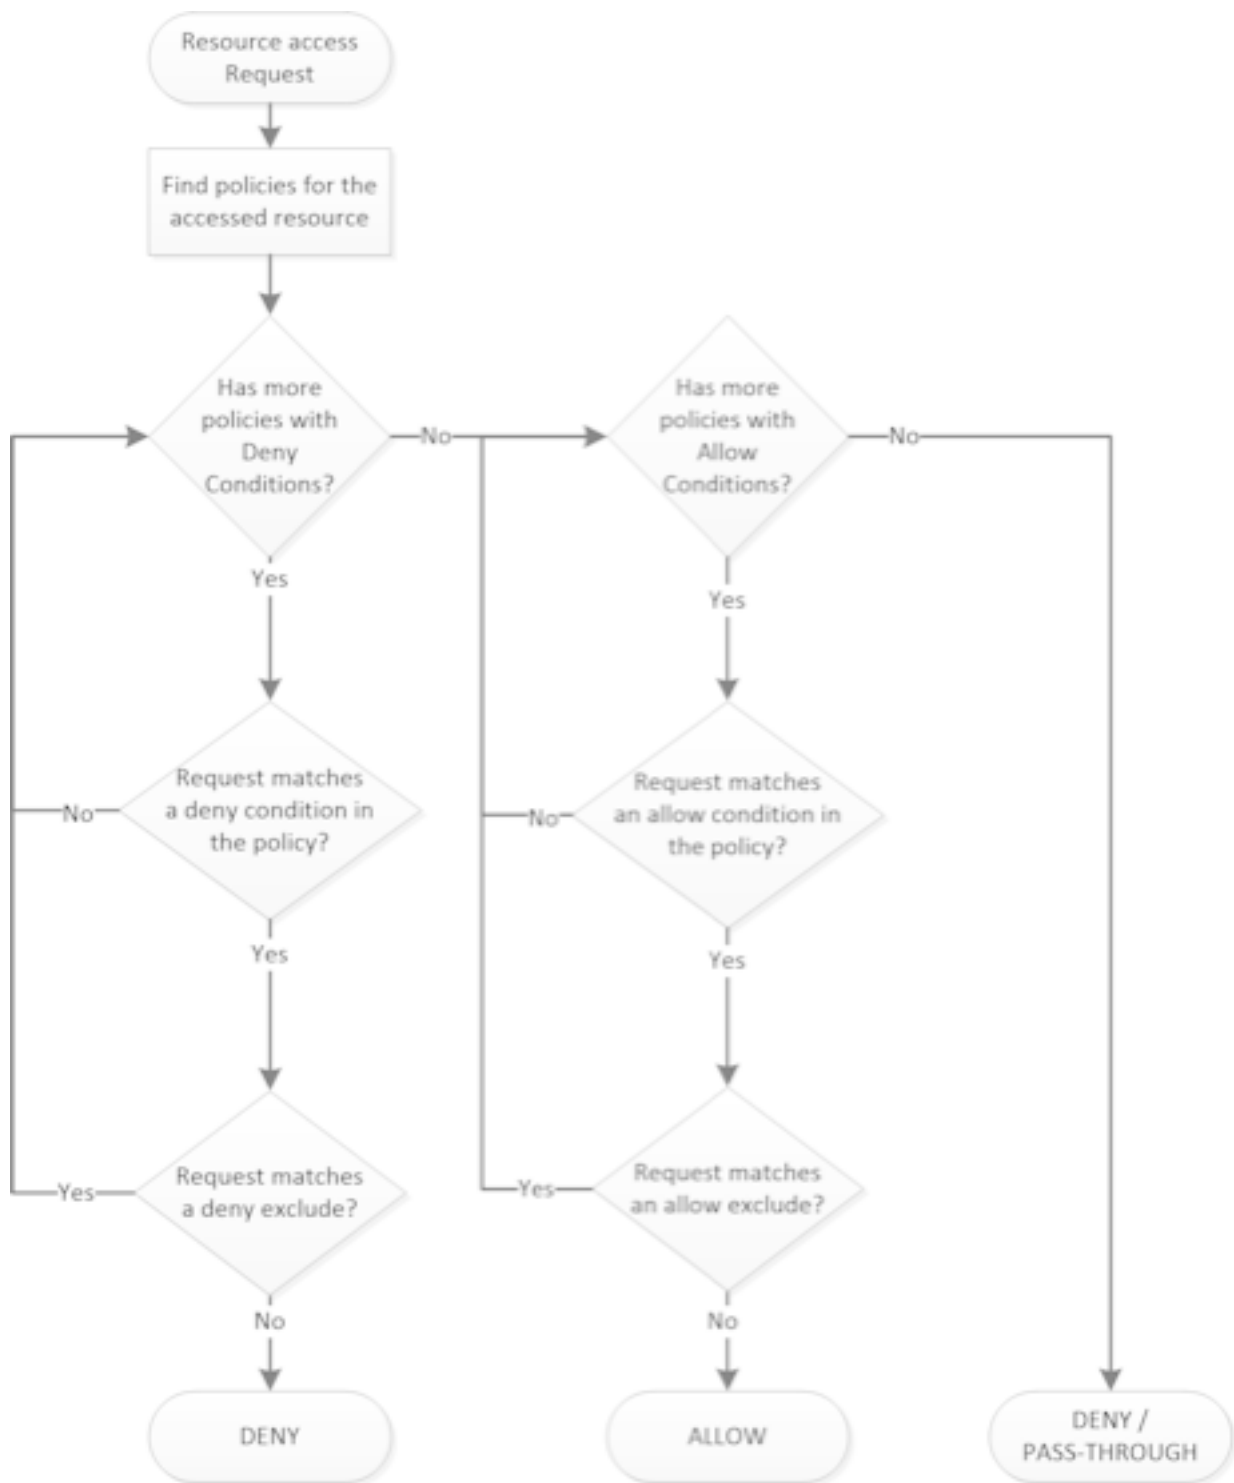 Resource access
Request
Find policies for the
accessed resource
Has more
policies with
Deny
Conditions?
No
Has more
policies with
Allow
Conditions?
No
Yes
Yes
Request matches
a deny condition in
the policy?
No
Request matches
an allow condition in
the policy?
No
Yes
Yes
Request matches
a deny exclude?
Yes
Request matches
an allow exclude?
Yes
No
No
DENY
ALLOW
DENY /
PASS-THROUGH